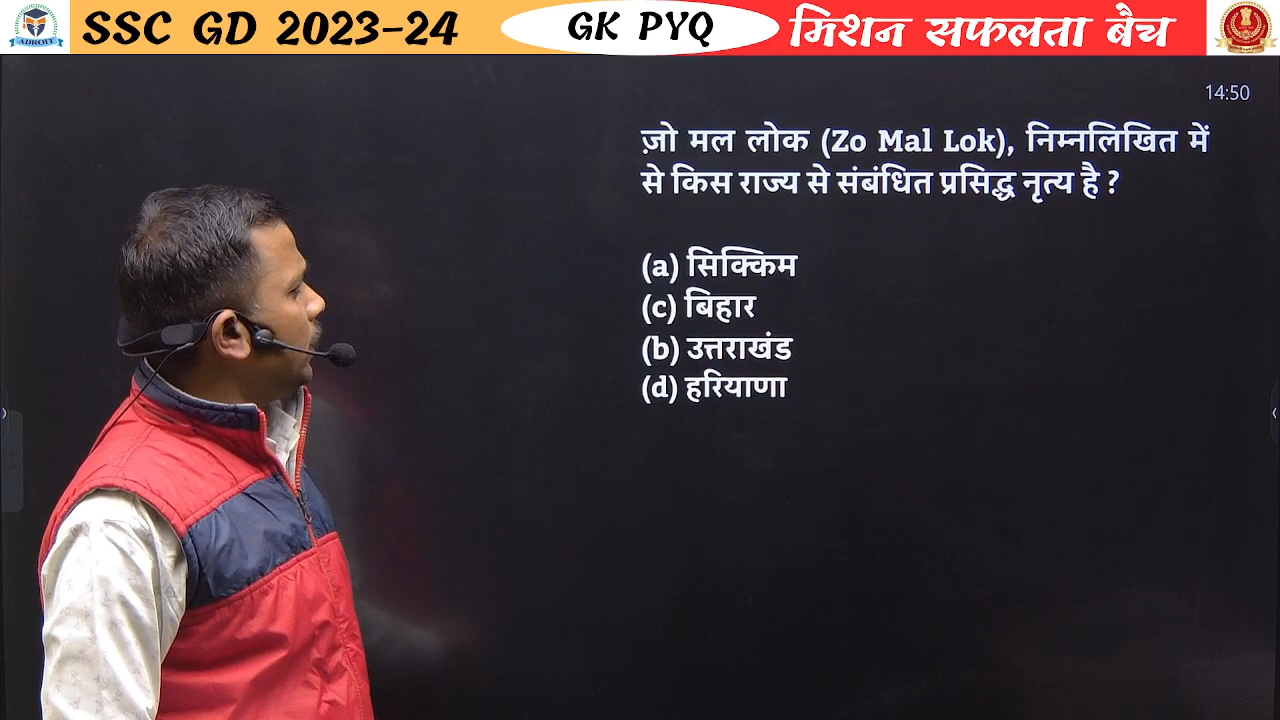 ADROIT
SSC GD 2023-24
GK PYQ
मिशन सफलता बैच
14:50
ज़ो मल लोक (Zo Mal Lok), निम्नलिखित में
से किस राज्य से संबंधित प्रसिद्ध नृत्य है ?
(a) सिक्किम
(c) बिहार
(b) उत्तराखंड
(d) हरियाणा